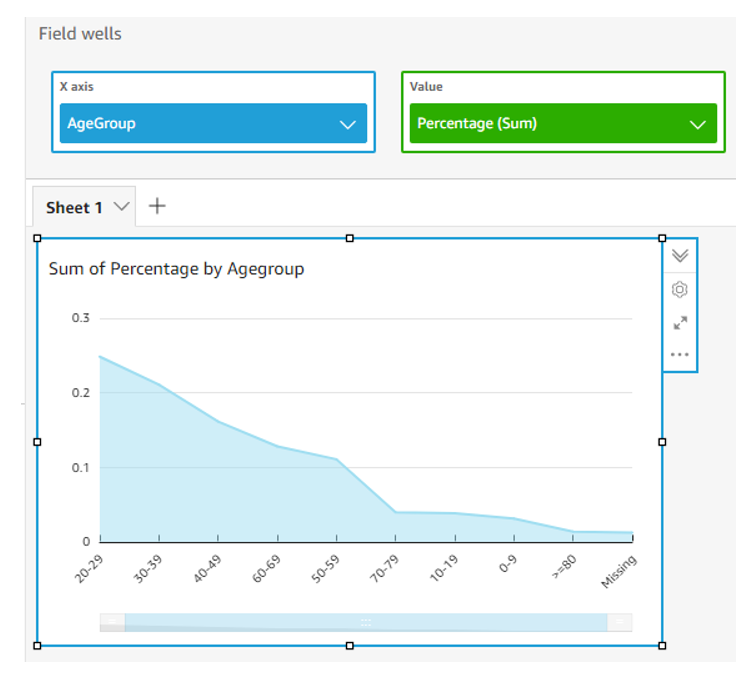 Field wells
X axis
Value
AgeGroup
Percentage (Sum)
Sheet 1
Sum of Percentage by Agegroup
0.3
0.2
0.1
0
20-29
30-39
40-49
60-69
50-59
70-79
10-19
0-9
>=80
Missing